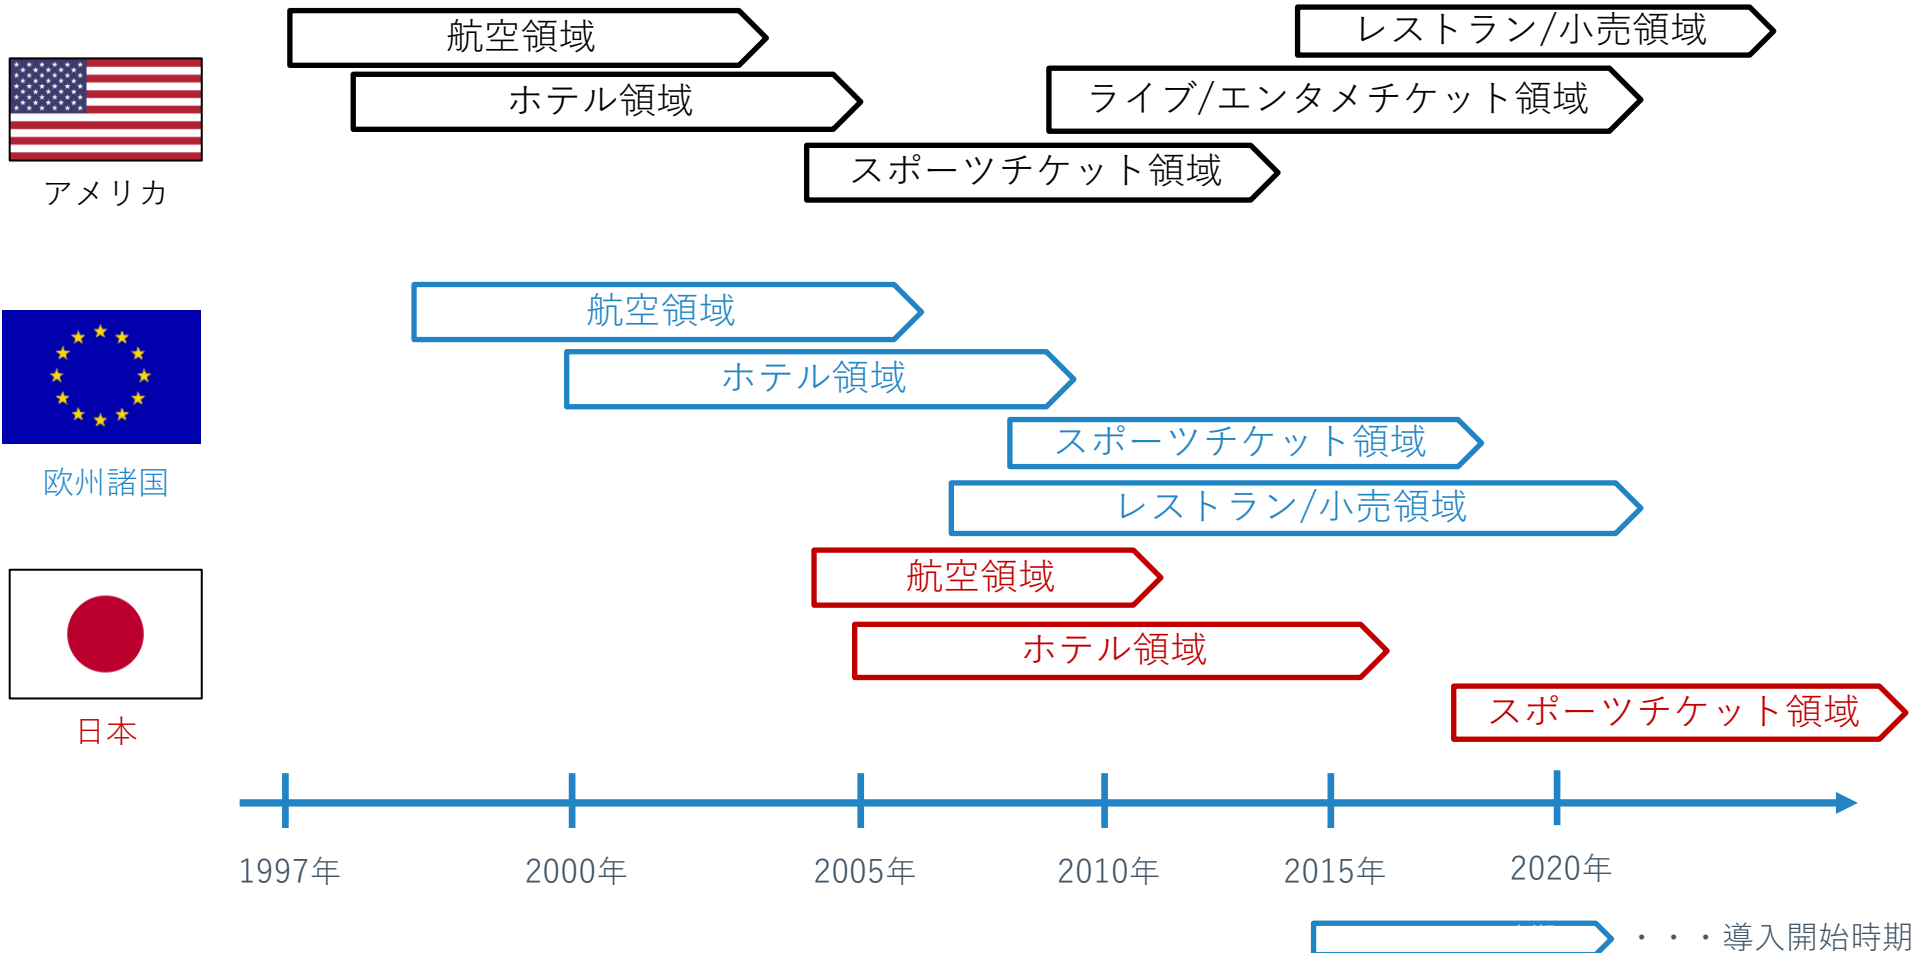 航空領域
レストラン/小売領域
ホテル領域
ライブ/エンタメチケット領域
スポーツチケット領域
アメリカ
航空領域
ホテル領域
スポーツチケット領域
レストラン/小売領域
欧州諸国
航空領域
ホテル領域
スポーツチケット領域
日本
1997年
2000年
2005年
2010年
2015年
2020年
・・・導入開始時期